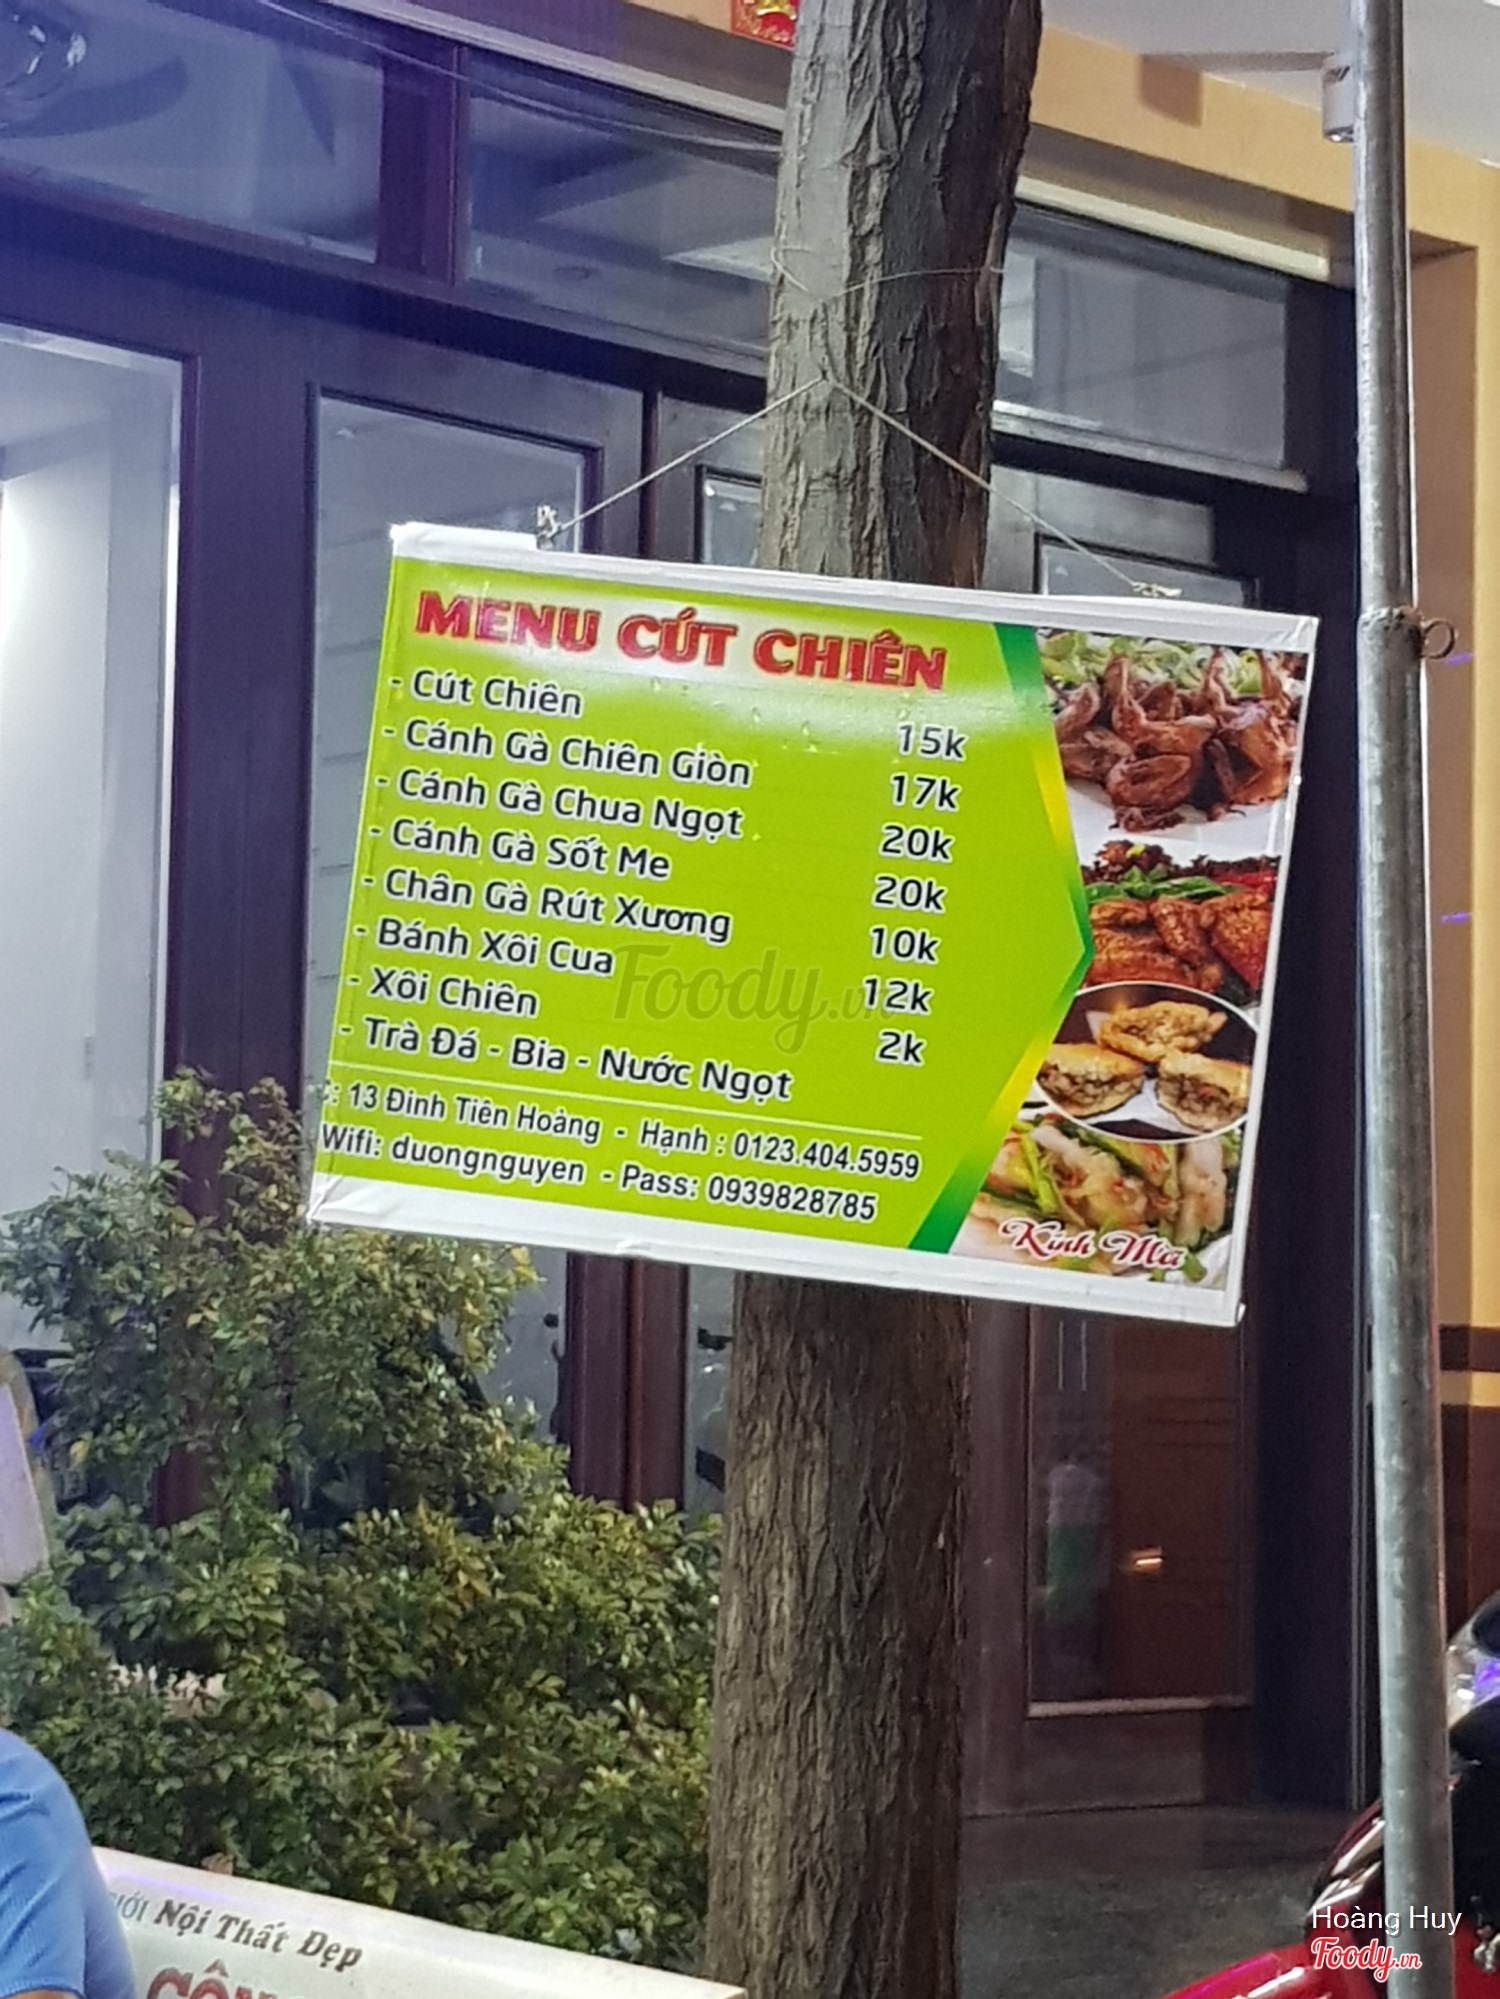 MENU CÚT CHIÊN
- Cút Chiên 15k
- Cánh Gà Chiên Giòn 17k
- Cánh Gà Chua Ngọt 20k
- Cánh Gà Sốt Me 20k
- Chân Gà Rút Xương 10k
- Bánh Xôi Cua 12k
- Xôi Chiên 2k
- Trà Đá - Bia - Nước Ngọt
: 13 Đinh Tiên Hoàng - Hạnh : 0123.404.5959
Wifi: duongnguyen - Pass: 0939828785
Kính Mời
Foody.vn
Nội Thất Đẹp
Hoàng Huy
Foody.vn